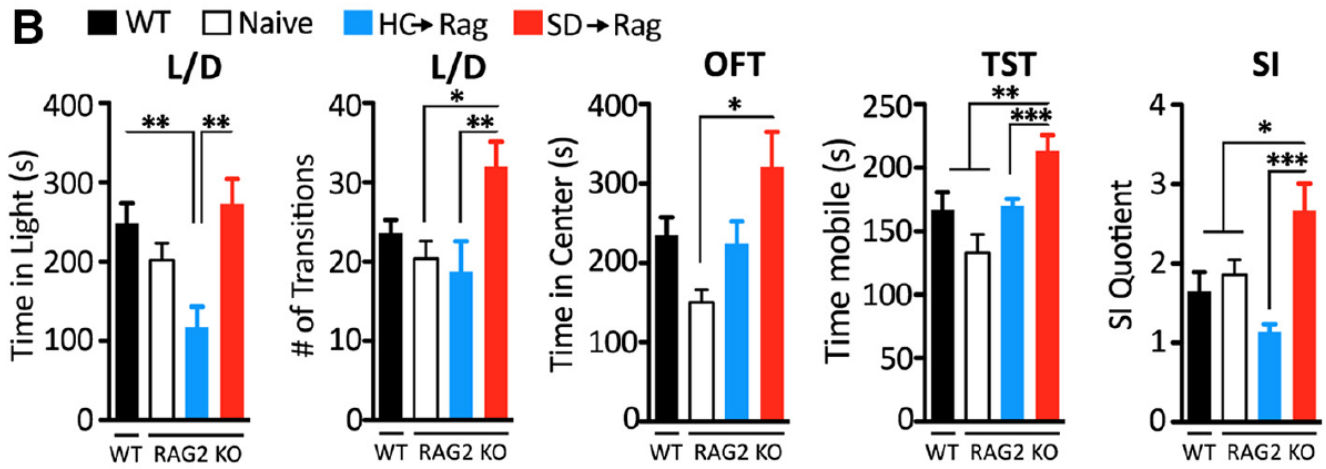 B WT Naive HC→Rag SD→Rag
L/D
Time in Light (s)
400
300
200
100
0
** **
WT RAG2 KO
L/D
# of Transitions
40
30
20
10
0
*
**
WT RAG2 KO
OFT
Time in Center (s)
400
300
200
100
0
*
WT RAG2 KO
TST
Time mobile (s)
250
200
150
100
50
0
**
***
WT RAG2 KO
SI
SI Quotient
4
3
2
1
0
*
***
WT RAG2 KO